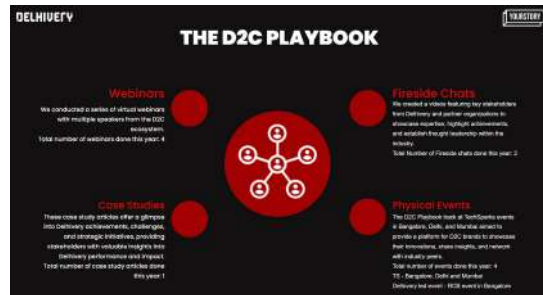 DELHIVERY
YOURSTORY
THE D2C PLAYBOOK
Webinars
We conducted a series of virtual webinars
with multiple speakers from the D2C
ecosystem.
Total number of webinars done this year: 4
Fireside Chats
We created a videos featuring key stakeholders
from Delhivery and partner organizations to
showcase expertise, highlight achievements,
and establish thought leadership within the
industry.
Total Number of Fireside chats done this year: 2
Case Studies
These case study articles offer a glimpse
into Delhivery achievements, challenges,
and strategic initiatives, providing
stakeholders with valuable insights into
Delhivery performance and impact.
Total number of case study articles done
this year: 1
Physical Events
The D2C Playbook back at TechSparks events
in Bangalore, Delhi, and Mumbai aimed to
provide a platform for D2C brands to showcase
their innovations, share insights, and network
with industry peers.
Total number of events done this year: 4
TS - Bangalore, Delhi and Mumbai
Delhivery led event : event in Bangalore